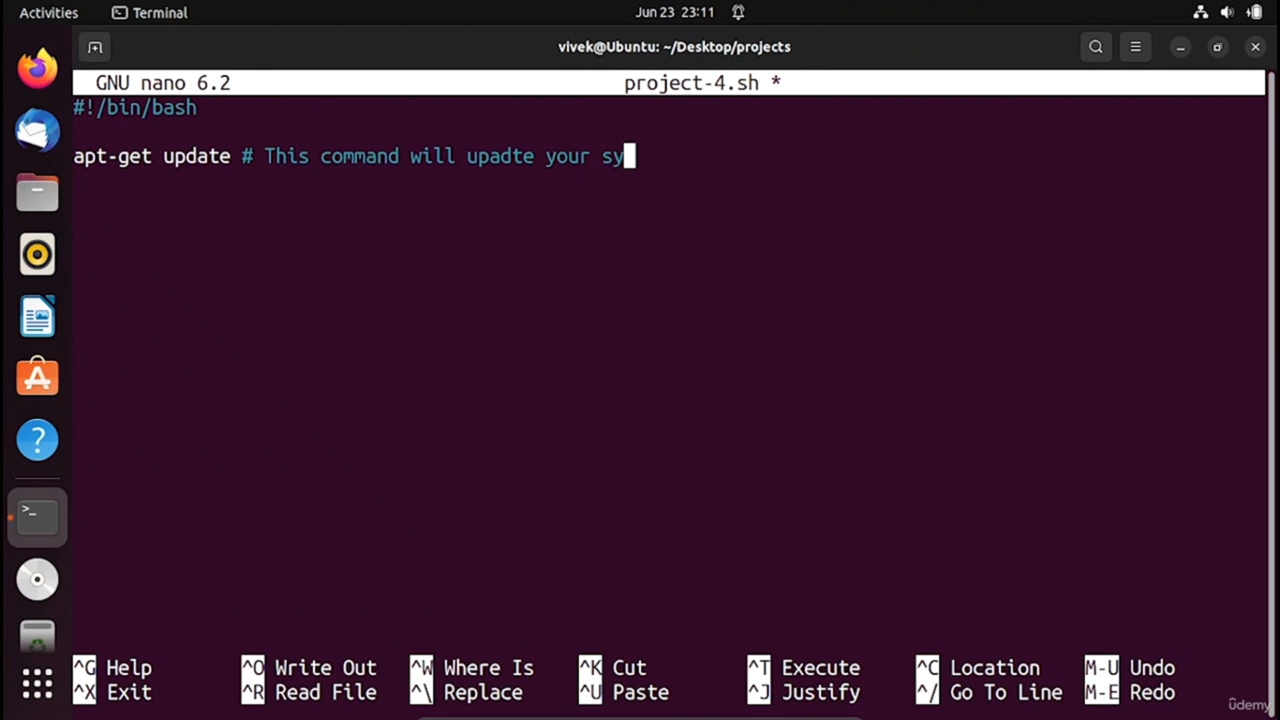 Activities Terminal Jun 23 23:11
vivek@Ubuntu: ~/Desktop/projects
GNU nano 6.2 project-4.sh *
#!/bin/bash
apt-get update # This command will upadte your sy
^G Help ^O Write Out ^W Where Is ^K Cut ^T Execute ^C Location M-U Undo
^X Exit ^R Read File ^\ Replace ^U Paste ^J Justify ^/ Go To Line M-E Redo
udemy